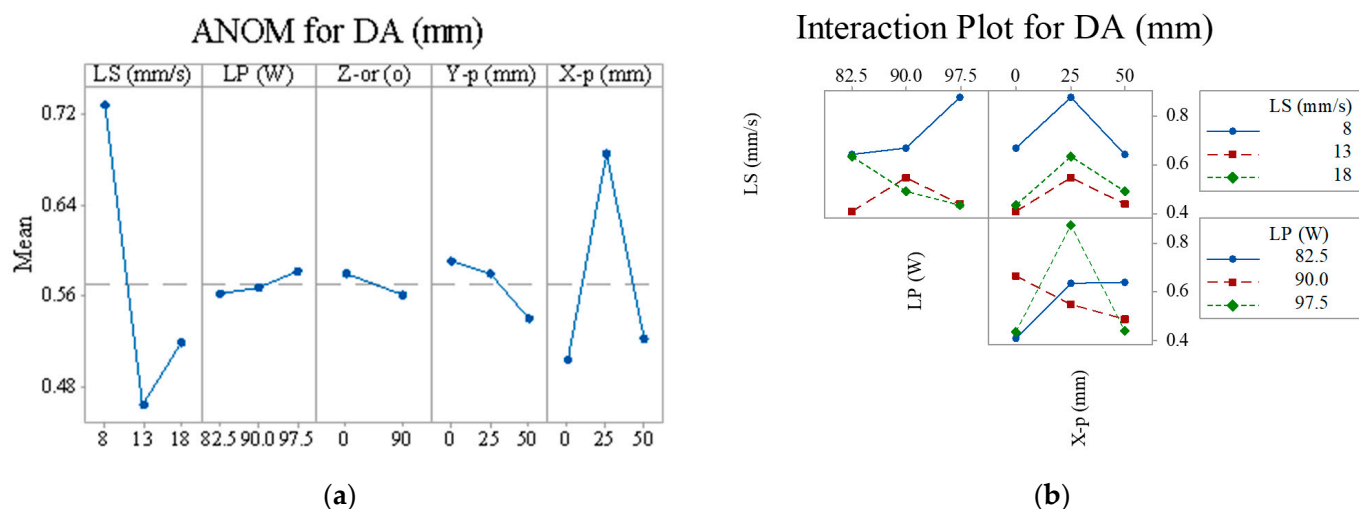 ANOM for DA (mm)
LS (mm/s) LP (W) Z-or (o) Y-p (mm) X-p (mm)
Mean
0.72
0.64
0.56
0.48
8 13 18 82.5 90.0 97.5 0 90 0 25 50 0 25 50
(a)
Interaction Plot for DA (mm)
82.5 90.0 97.5 0 25 50
LS (mm/s)
0.8
0.6
0.4
LS (mm/s)
8
13
18
LP (W)
0.8
0.6
0.4
LP (W)
82.5
90.0
97.5
X-p (mm)
(b)